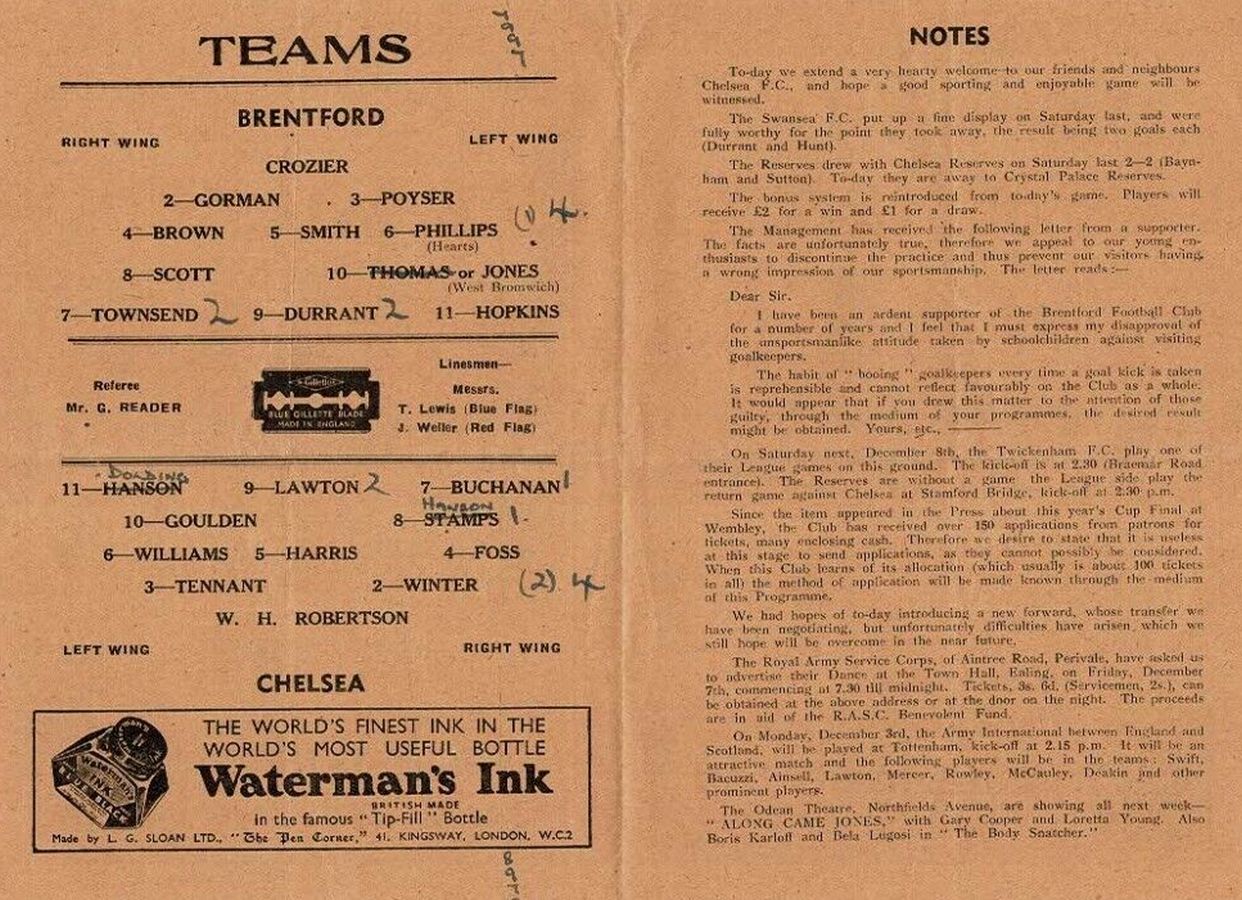 TEAMS
BRENTFORD
RIGHT WING LEFT WING
CROZIER
2—GORMAN . 3—POYSER
4—BROWN 5—SMITH 6—PHILLIPS (1) 4.
(Hearts)
8—SCOTT 10—THOMAS or JONES
(West Bromwich)
7—TOWNSEND 2 9—DURRANT 2 11—HOPKINS
Referee
Mr. G. READER
Gillette
BLUE GILLETTE BLADE
MADE IN ENGLAND
Linesmen—
Messrs.
T. Lewis (Blue Flag)
J. Weller (Red Flag)
DOLDING HANSON
11—HANSON 9—LAWTON 2 7—BUCHANAN 1
10—GOULDEN 8—STAMPS 1.
6—WILLIAMS 5—HARRIS 4—FOSS
3—TENNANT 2—WINTER (2) 4
W. H. ROBERTSON
LEFT WING RIGHT WING
CHELSEA
THE WORLD'S FINEST INK IN THE
WORLD'S MOST USEFUL BOTTLE
Waterman's Ink
BRITISH MADE
in the famous "Tip-Fill" Bottle
Made by L. G. SLOAN LTD., "The Pen Corner," 41, KINGSWAY, LONDON, W.C.2
NOTES
To-day we extend a very hearty welcome to our friends and neighbours
Chelsea F.C., and hope a good sporting and enjoyable game will be
witnessed.
The Swansea F.C. put up a fine display on Saturday last, and were
fully worthy for the point they took away, the result being two goals each
(Durrant and Hunt).
The Reserves drew with Chelsea Reserves on Saturday last 2—2 (Bayn-
ham and Sutton). To-day they are away to Crystal Palace Reserves.
The bonus system is reintroduced from to-day's game. Players will
receive £2 for a win and £1 for a draw.
The Management has received the following letter from a supporter.
The facts are unfortunately true, therefore we appeal to our young en-
thusiasts to discontinue the practice and thus prevent our visitors having
a wrong impression of our sportsmanship. The letter reads :—
Dear Sir.
I have been an ardent supporter of the Brentford Football Club
for a number of years and I feel that I must express my disapproval of
the unsportsmanlike attitude taken by schoolchildren against visiting
goalkeepers.
The habit of "booing" goalkeepers every time a goal kick is taken
is reprehensible and cannot reflect favourably on the Club as a whole.
It would appear that if you drew this matter to the attention of those
guilty, through the medium of your programmes, the desired result
might be obtained. Yours, etc., ———
On Saturday next, December 8th, the Twickenham F.C. play one of
their League games on this ground. The kick-off is at 2.30 (Braemar Road
entrance). The Reserves are without a game the League side play the
return game against Chelsea at Stamford Bridge, kick-off at 2.30 p.m.
Since the item appeared in the Press about this year's Cup Final at
Wembley, the Club has received over 150 applications from patrons for
tickets, many enclosing cash. Therefore we desire to state that it is useless
at this stage to send applications, as they cannot possibly be considered.
When this Club learns of its allocation (which usually is about 100 tickets
in all) the method of application will be made known through the medium
of this Programme.
We had hopes of to-day introducing a new forward, whose transfer we
have been negotiating, but unfortunately difficulties have arisen which we
still hope will be overcome in the near future.
The Royal Army Service Corps, of Aintree Road, Perivale, have asked us
to advertise their Dance at the Town Hall, Ealing, on Friday, December
7th, commencing at 7.30 till midnight. Tickets, 3s. 6d. (Servicemen, 2s.), can
be obtained at the above address or at the door on the night. The proceeds
are in aid of the R.A.S.C. Benevolent Fund.
On Monday, December 3rd, the Army International between England and
Scotland, will be played at Tottenham, kick-off at 2.15 p.m. It will be an
attractive match and the following players will be in the teams : Swift,
Bacuzzi, Ainsell, Lawton, Mercer, Rowley, McCauley, Deakin and other
prominent players.
The Odean Theatre, Northfields Avenue, are showing all next week—
"ALONG CAME JONES," with Gary Cooper and Loretta Young. Also
Boris Karloff and Bela Lugosi in "The Body Snatcher."